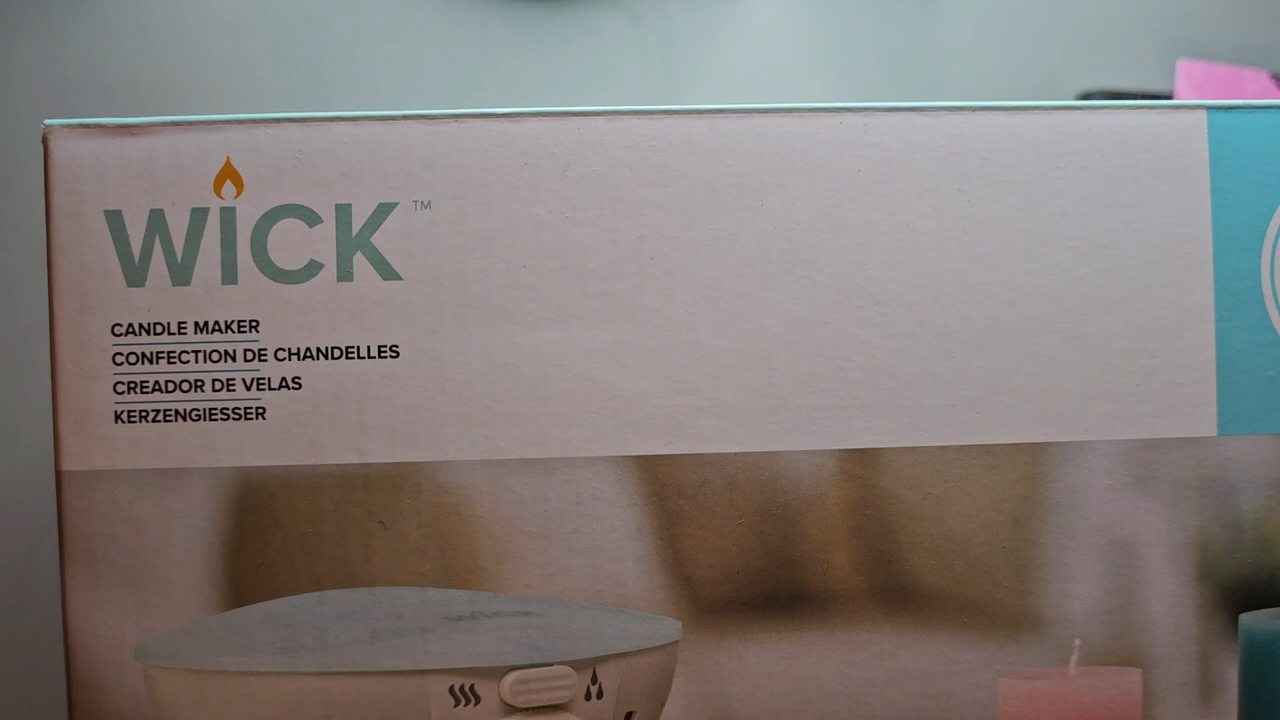 WICK™
CANDLE MAKER
CONFECTION DE CHANDELLES
CREADOR DE VELAS
KERZENGIESSER